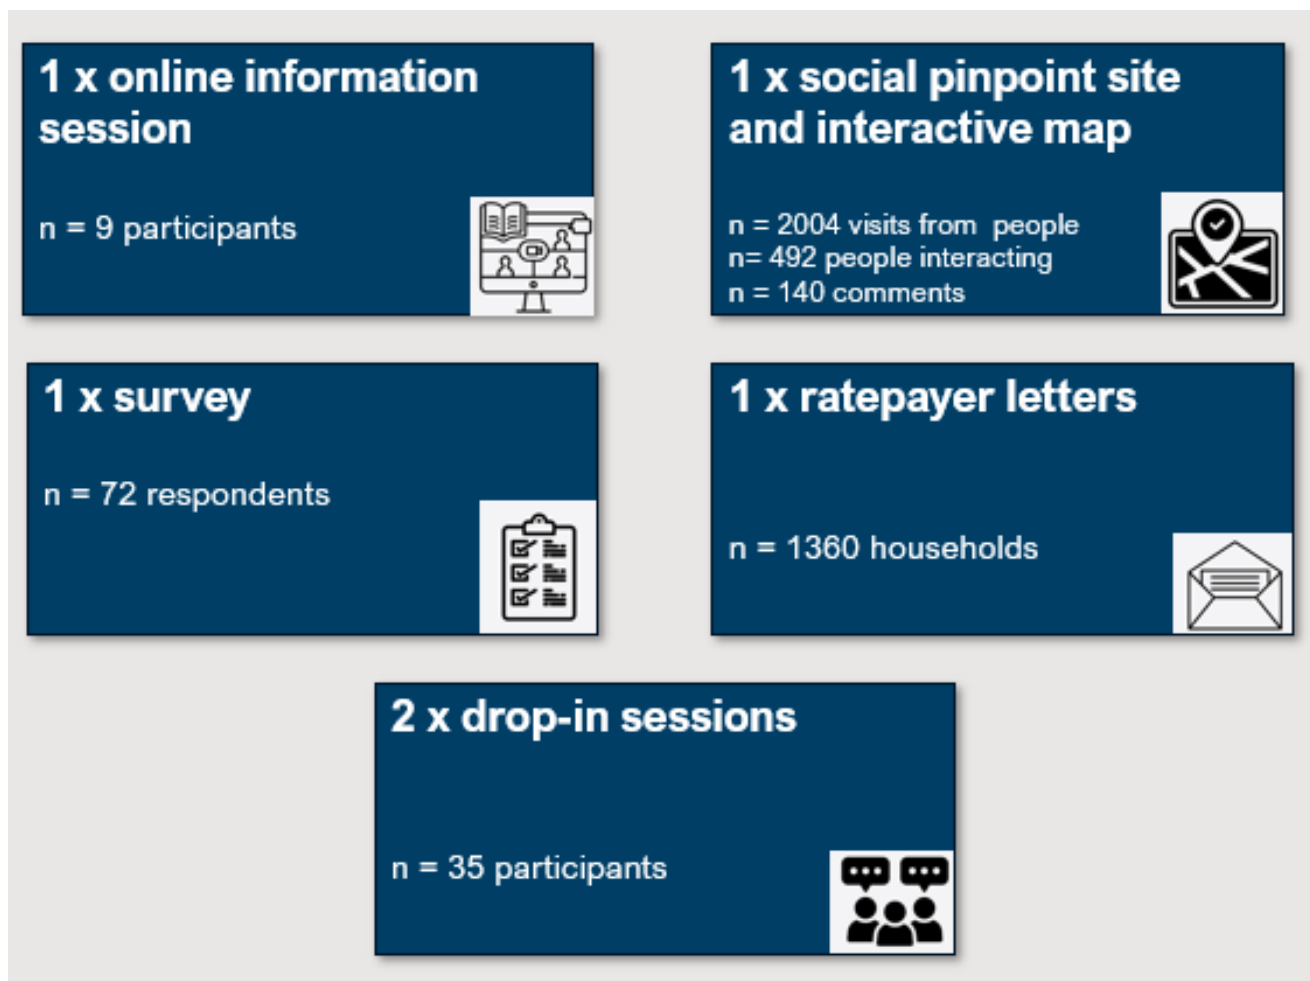 1 x online information
session
n = 9 participants
1 x social pinpoint site
and interactive map
n = 2004 visits from  people
n= 492 people interacting
n = 140 comments
1 x survey
n = 72 respondents
1 x ratepayer letters
n = 1360 households
2 x drop-in sessions
n = 35 participants